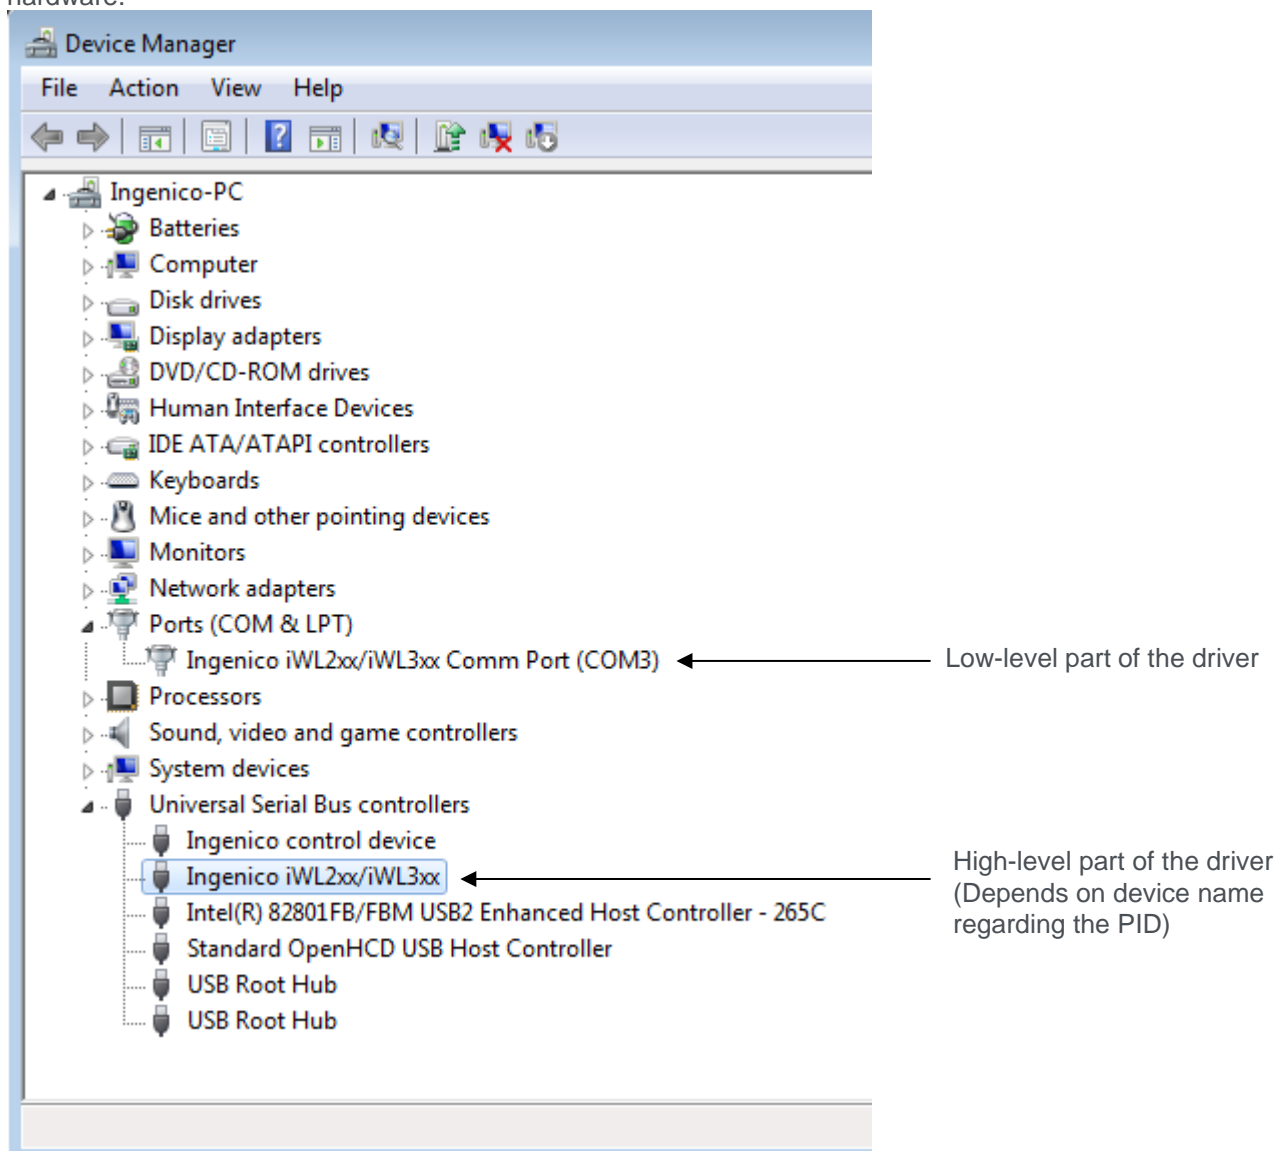 hardware.
Device Manager
File Action View Help
Ingenico-PC
Batteries
Computer
Disk drives
Display adapters
DVD/CD-ROM drives
Human Interface Devices
IDE ATA/ATAPI controllers
Keyboards
Mice and other pointing devices
Monitors
Network adapters
Ports (COM & LPT)
Ingenico iWL2xx/iWL3xx Comm Port (COM3)
Low-level part of the driver
Processors
Sound, video and game controllers
System devices
Universal Serial Bus controllers
Ingenico control device
Ingenico iWL2xx/iWL3xx
High-level part of the driver
(Depends on device name
regarding the PID)
Intel(R) 82801FB/FBM USB2 Enhanced Host Controller - 265C
Standard OpenHCD USB Host Controller
USB Root Hub
USB Root Hub